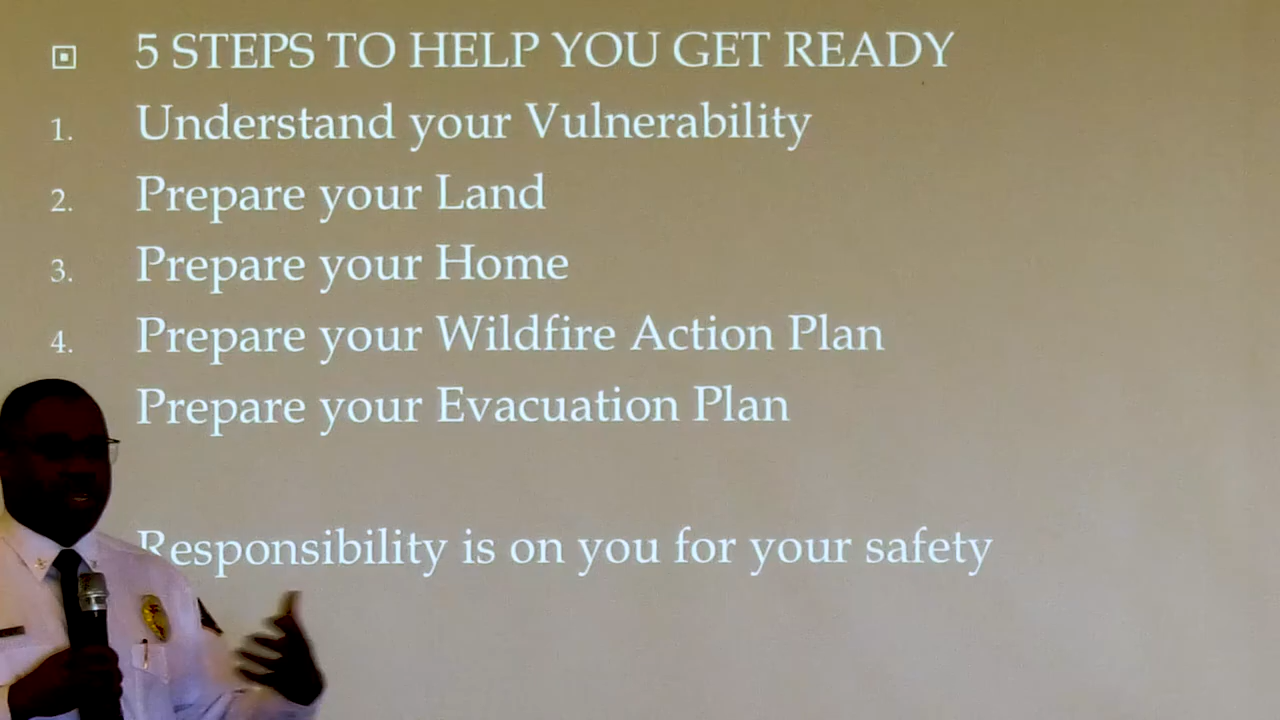 5 STEPS TO HELP YOU GET READY
1. Understand your Vulnerability
2. Prepare your Land
3. Prepare your Home
4. Prepare your Wildfire Action Plan
Prepare your Evacuation Plan
Responsibility is on you for your safety